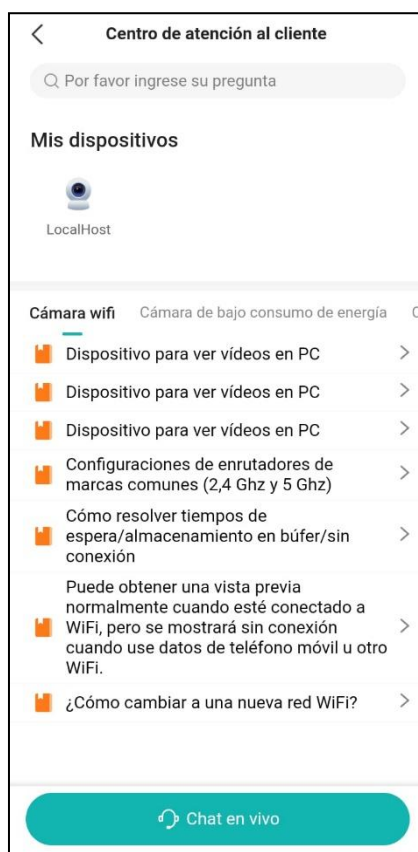 Centro de atención al cliente
Por favor ingrese su pregunta
Mis dispositivos
LocalHost
Cámara wifi Cámara de bajo consumo de energía C
Dispositivo para ver vídeos en PC
Dispositivo para ver vídeos en PC
Dispositivo para ver vídeos en PC
Configuraciones de enrutadores de
marcas comunes (2,4 Ghz y 5 Ghz)
Cómo resolver tiempos de
espera/almacenamiento en búfer/sin
conexión
Puede obtener una vista previa
normalmente cuando esté conectado a
WiFi, pero se mostrará sin conexión
cuando use datos de teléfono móvil u otro
WiFi.
¿Cómo cambiar a una nueva red WiFi?
Chat en vivo